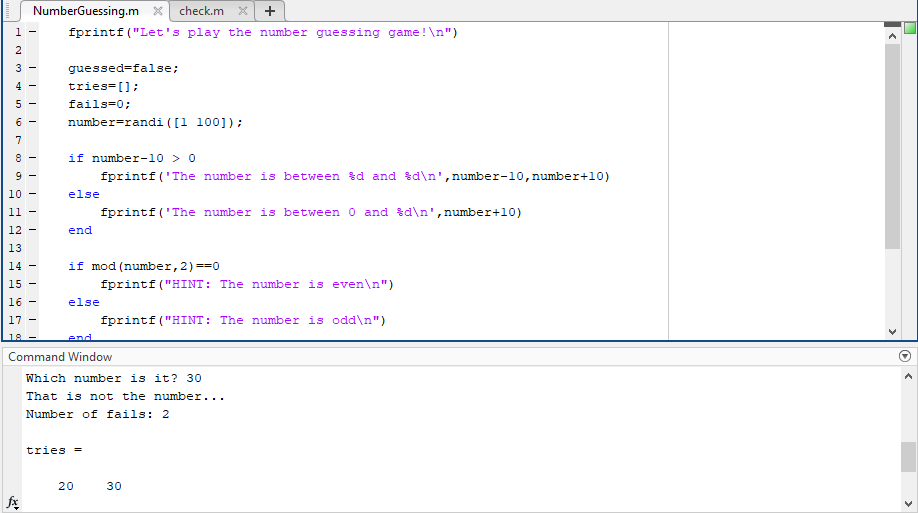 NumberGuessing.m × check.m × +
1 – fprintf("Let's play the number guessing game!\n")
2
3 – guessed=false;
4 – tries=[];
5 – fails=0;
6 – number=randi([1 100]);
7
8 – if number-10 > 0
9 – fprintf('The number is between %d and %d\n',number-10,number+10)
10 – else
11 – fprintf('The number is between 0 and %d\n',number+10)
12 – end
13
14 – if mod(number,2)==0
15 – fprintf("HINT: The number is even\n")
16 – else
17 – fprintf("HINT: The number is odd\n")
18 – end
Command Window
Which number is it? 30
That is not the number...
Number of fails: 2
tries =
20 30
fx